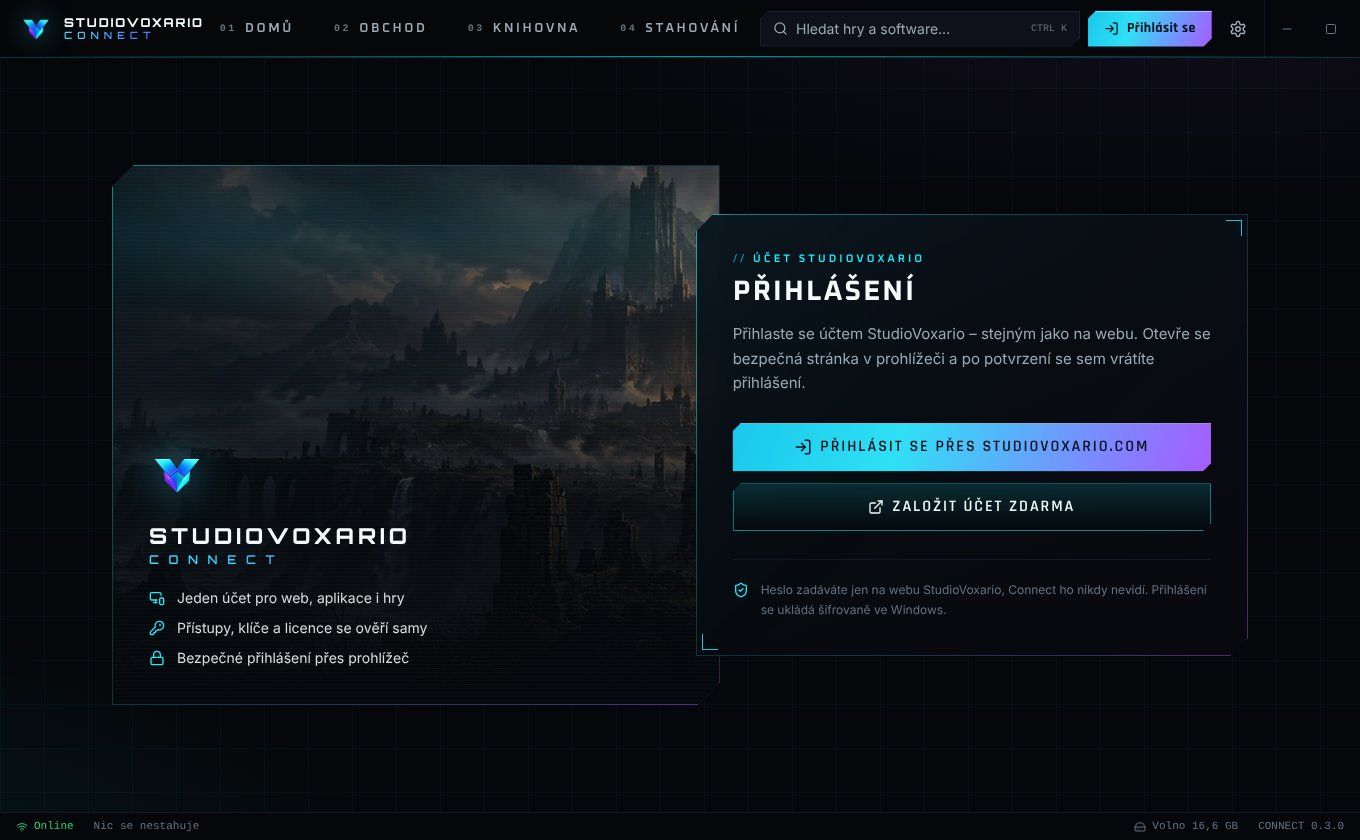 STUDIOVOXARIO
CONNECT
01 DOMŮ
02 OBCHOD
03 KNIHOVNA
04 STAHOVÁNÍ
Hledat hry a software...
CTRL K
Přihlásit se
// ÚČET STUDIOVOXARIO
PŘIHLÁŠENÍ
Přihlaste se účtem StudioVoxario – stejným jako na webu. Otevře se
bezpečná stránka v prohlížeči a po potvrzení se sem vrátíte
přihlášení.
PŘIHLÁSIT SE PŘES STUDIOVOXARIO.COM
ZALOŽIT ÚČET ZDARMA
Heslo zadáváte jen na webu StudioVoxario, Connect ho nikdy nevidí. Přihlášení
se ukládá šifrovaně ve Windows.
STUDIOVOXARIO
CONNECT
Jeden účet pro web, aplikace i hry
Přístupy, klíče a licence se ověří samy
Bezpečné přihlášení přes prohlížeč
Online
Nic se nestahuje
Volno 16,6 GB
CONNECT 0.3.0